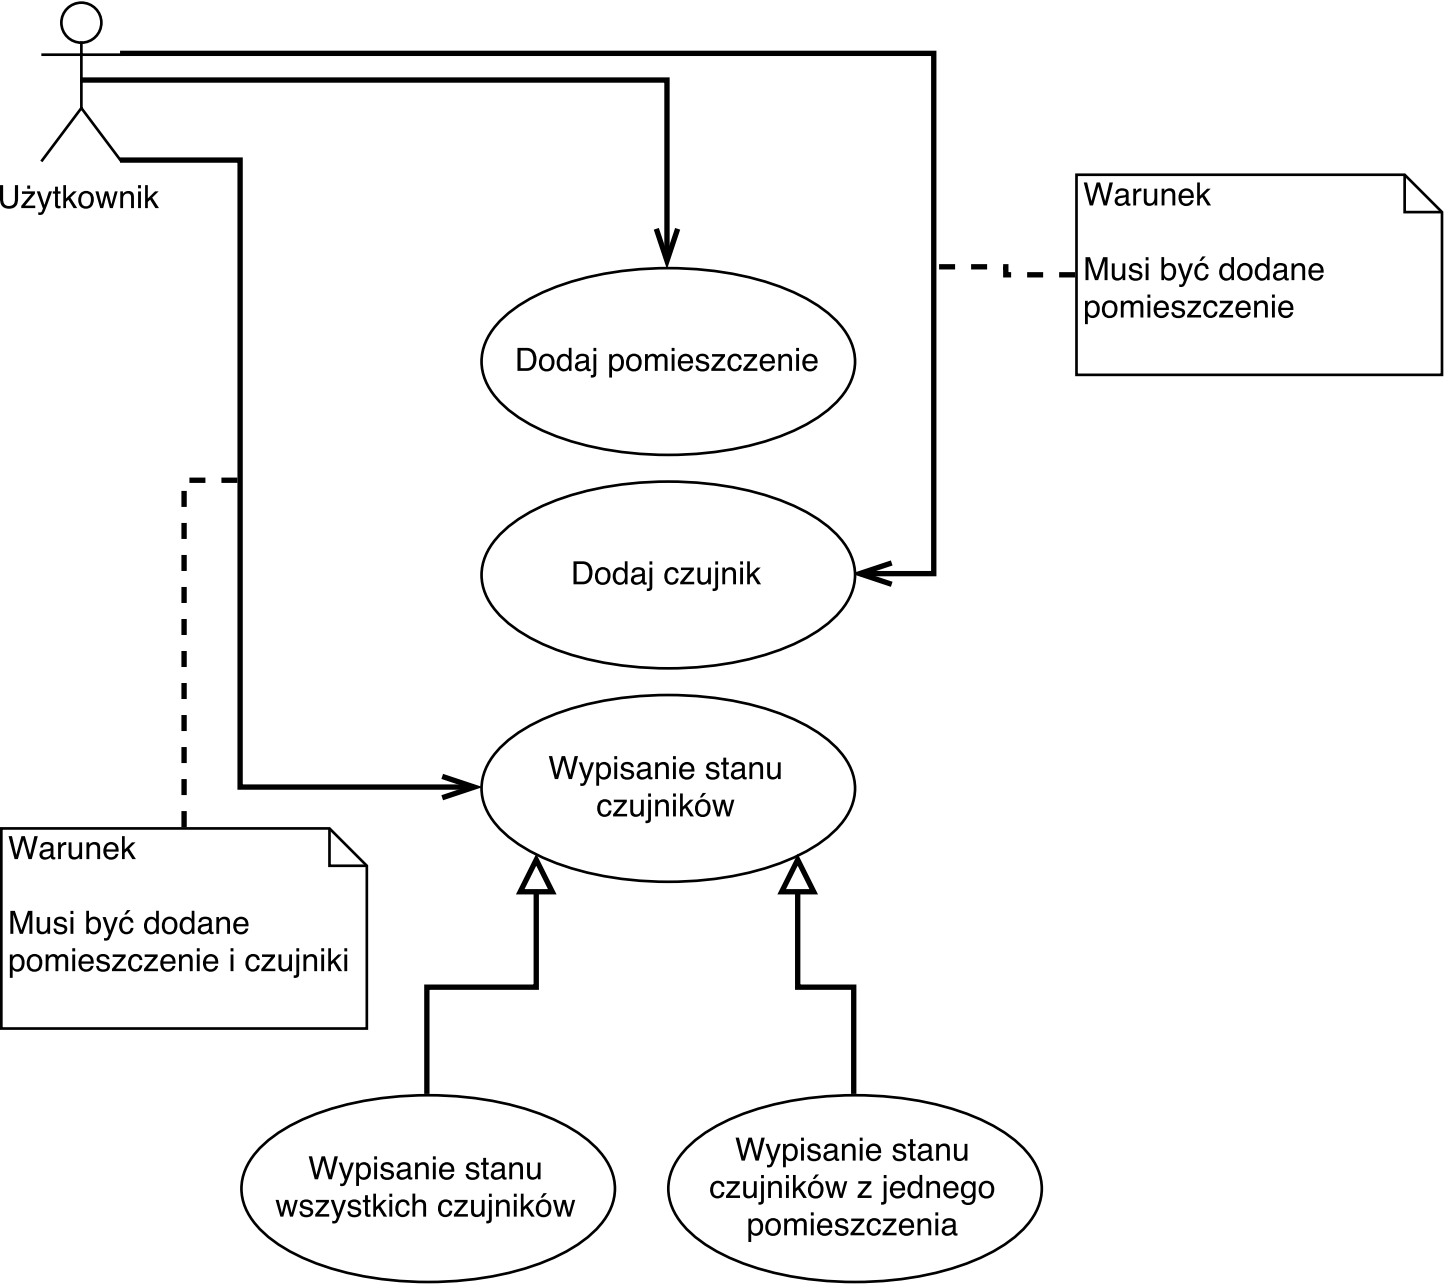 Użytkownik
Warunek
Musi być dodane
pomieszczenie
Dodaj pomieszczenie
Dodaj czujnik
Wypisanie stanu
czujników
Warunek
Musi być dodane
pomieszczenie i czujniki
Wypisanie stanu
wszystkich czujników
Wypisanie stanu
czujników z jednego
pomieszczenia